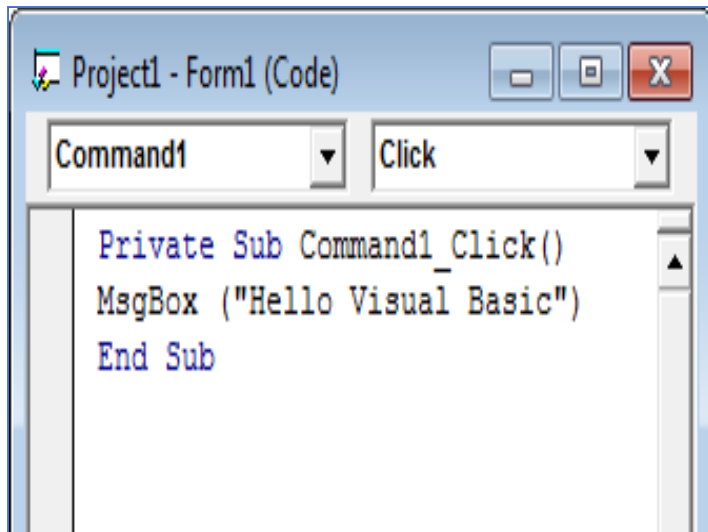 Project1 - Form1 (Code)
Command1 Click
Private Sub Command1_Click()
MsgBox ("Hello Visual Basic")
End Sub